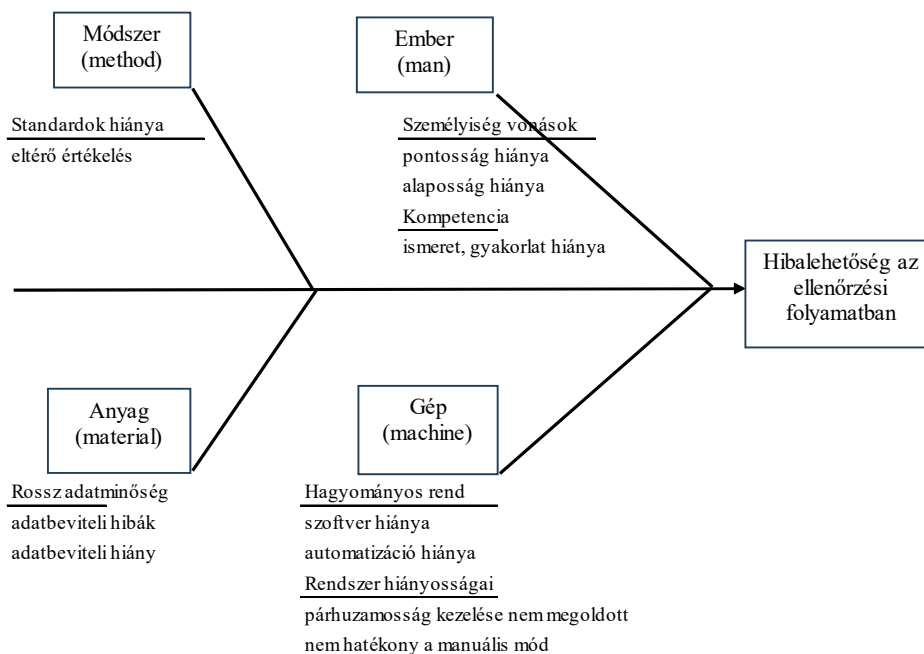 Módszer
(method)
Standardok hiánya
eltérő értékelés
Ember
(man)
Személyiség vonások
pontosság hiánya
alaposság hiánya
Kompetencia
ismeret, gyakorlat hiánya
Hibalehetőség az
ellenőrzési
folyamatban
Anyag
(material)
Rossz adatminőség
adatbeviteli hibák
adatbeviteli hiány
Gép
(machine)
Hagyományos rend
szoftver hiánya
automatizáció hiánya
Rendszer hiányosságai
párhuzamosság kezelése nem megoldott
nem hatékony a manuális mód